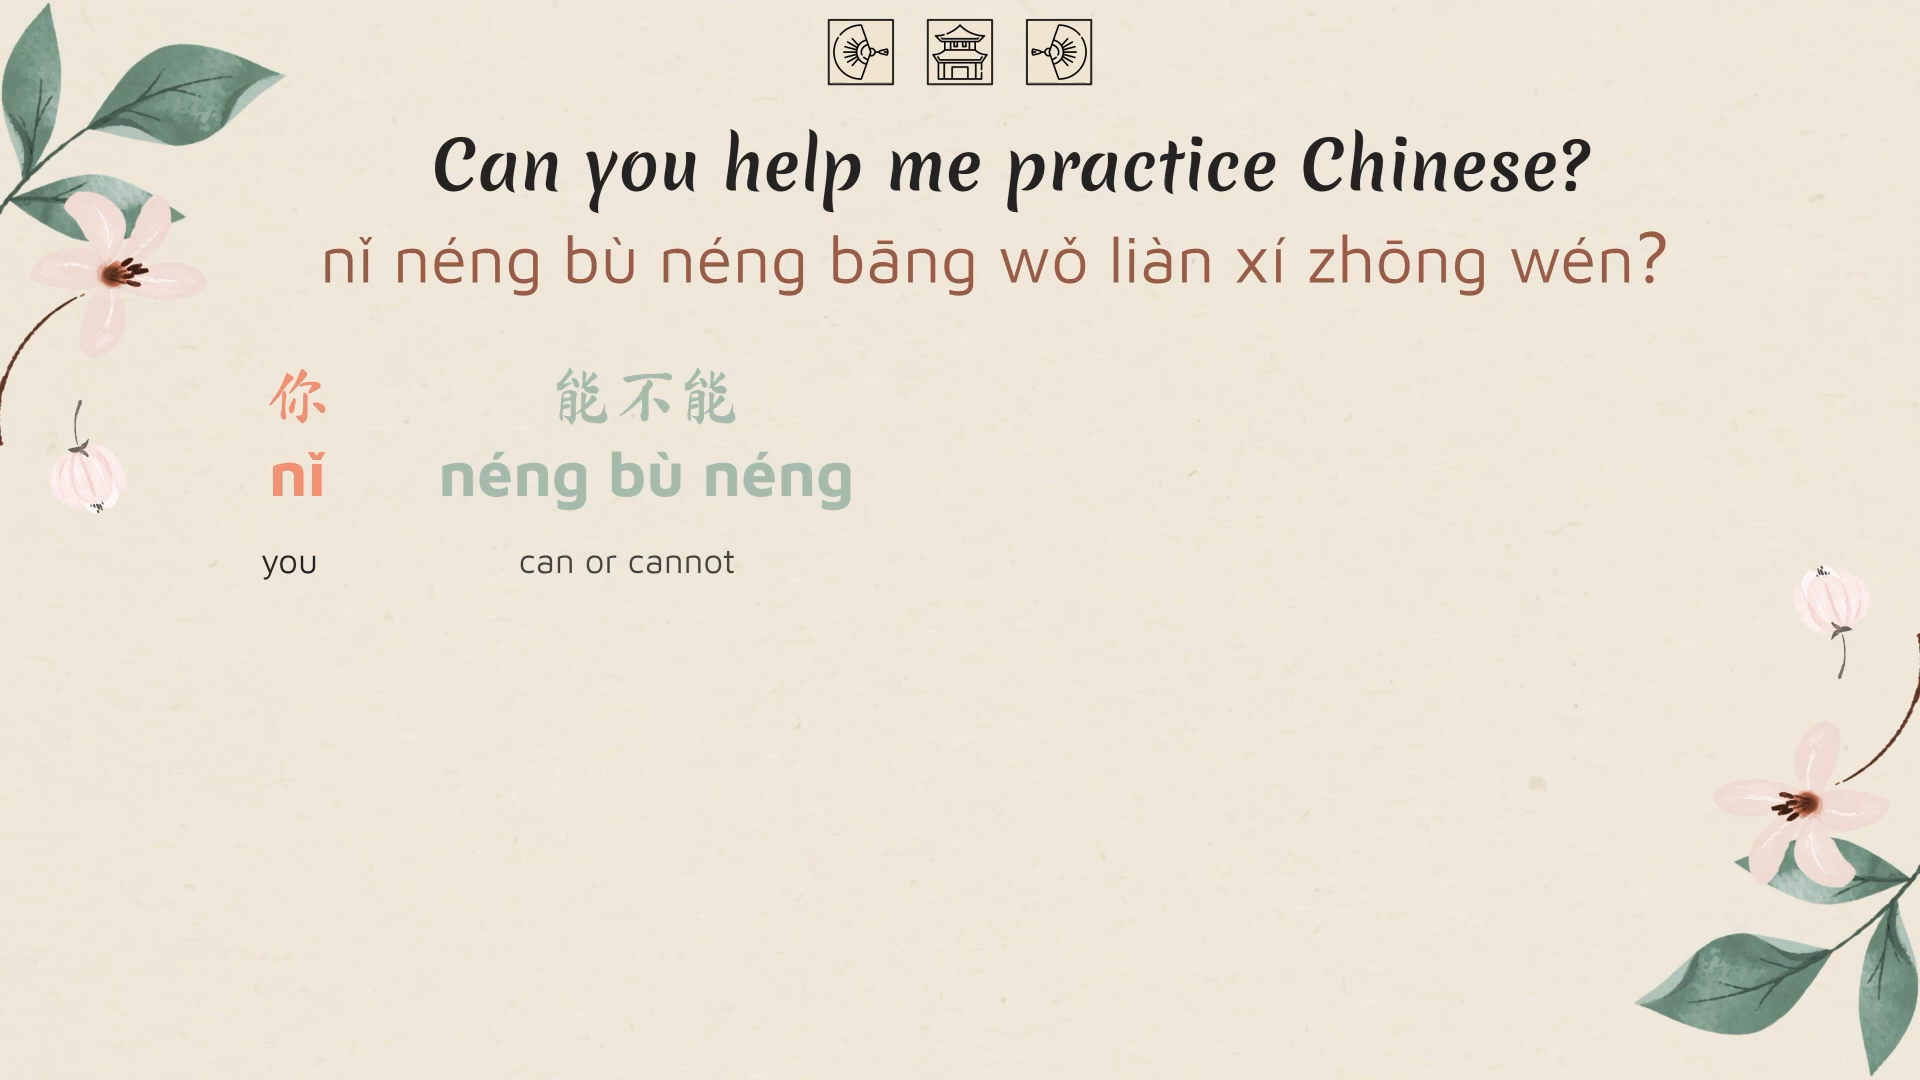 Can you help me practice Chinese?
nǐ néng bù néng bāng wǒ liàn xí zhōng wén?
你 能不能
nǐ néng bù néng
you can or cannot